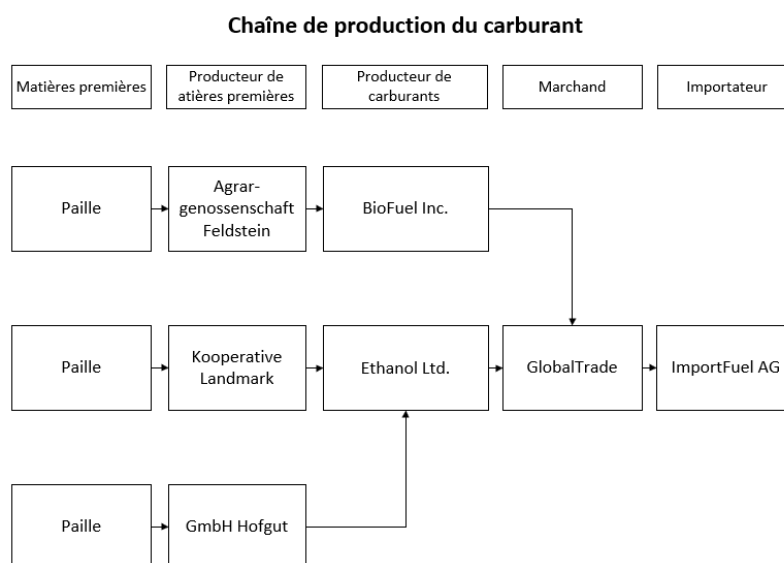 Chaîne de production du carburant
Matières premières
Producteur de
atières premières
Producteur de
carburants
Marchand
Importateur
Paille
Agrar-
genossenschaft
Feldstein
BioFuel Inc.
Paille
Kooperative
Landmark
Ethanol Ltd.
GlobalTrade
ImportFuel AG
Paille
GmbH Hofgut